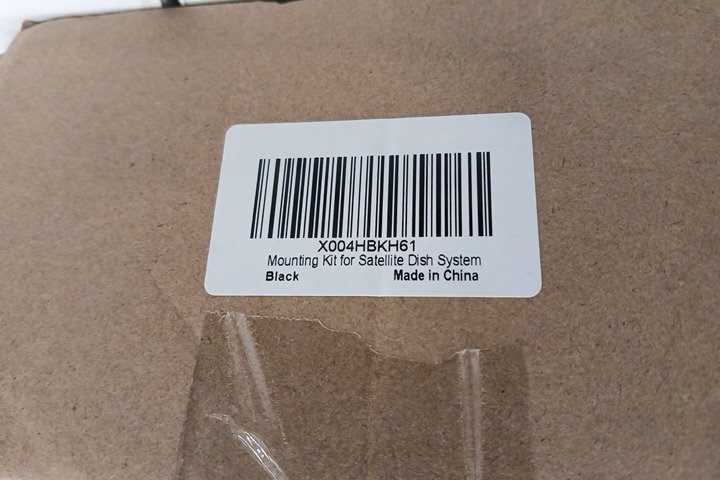 X004HBKH61
Mounting Kit for Satellite Dish System
Black Made in China